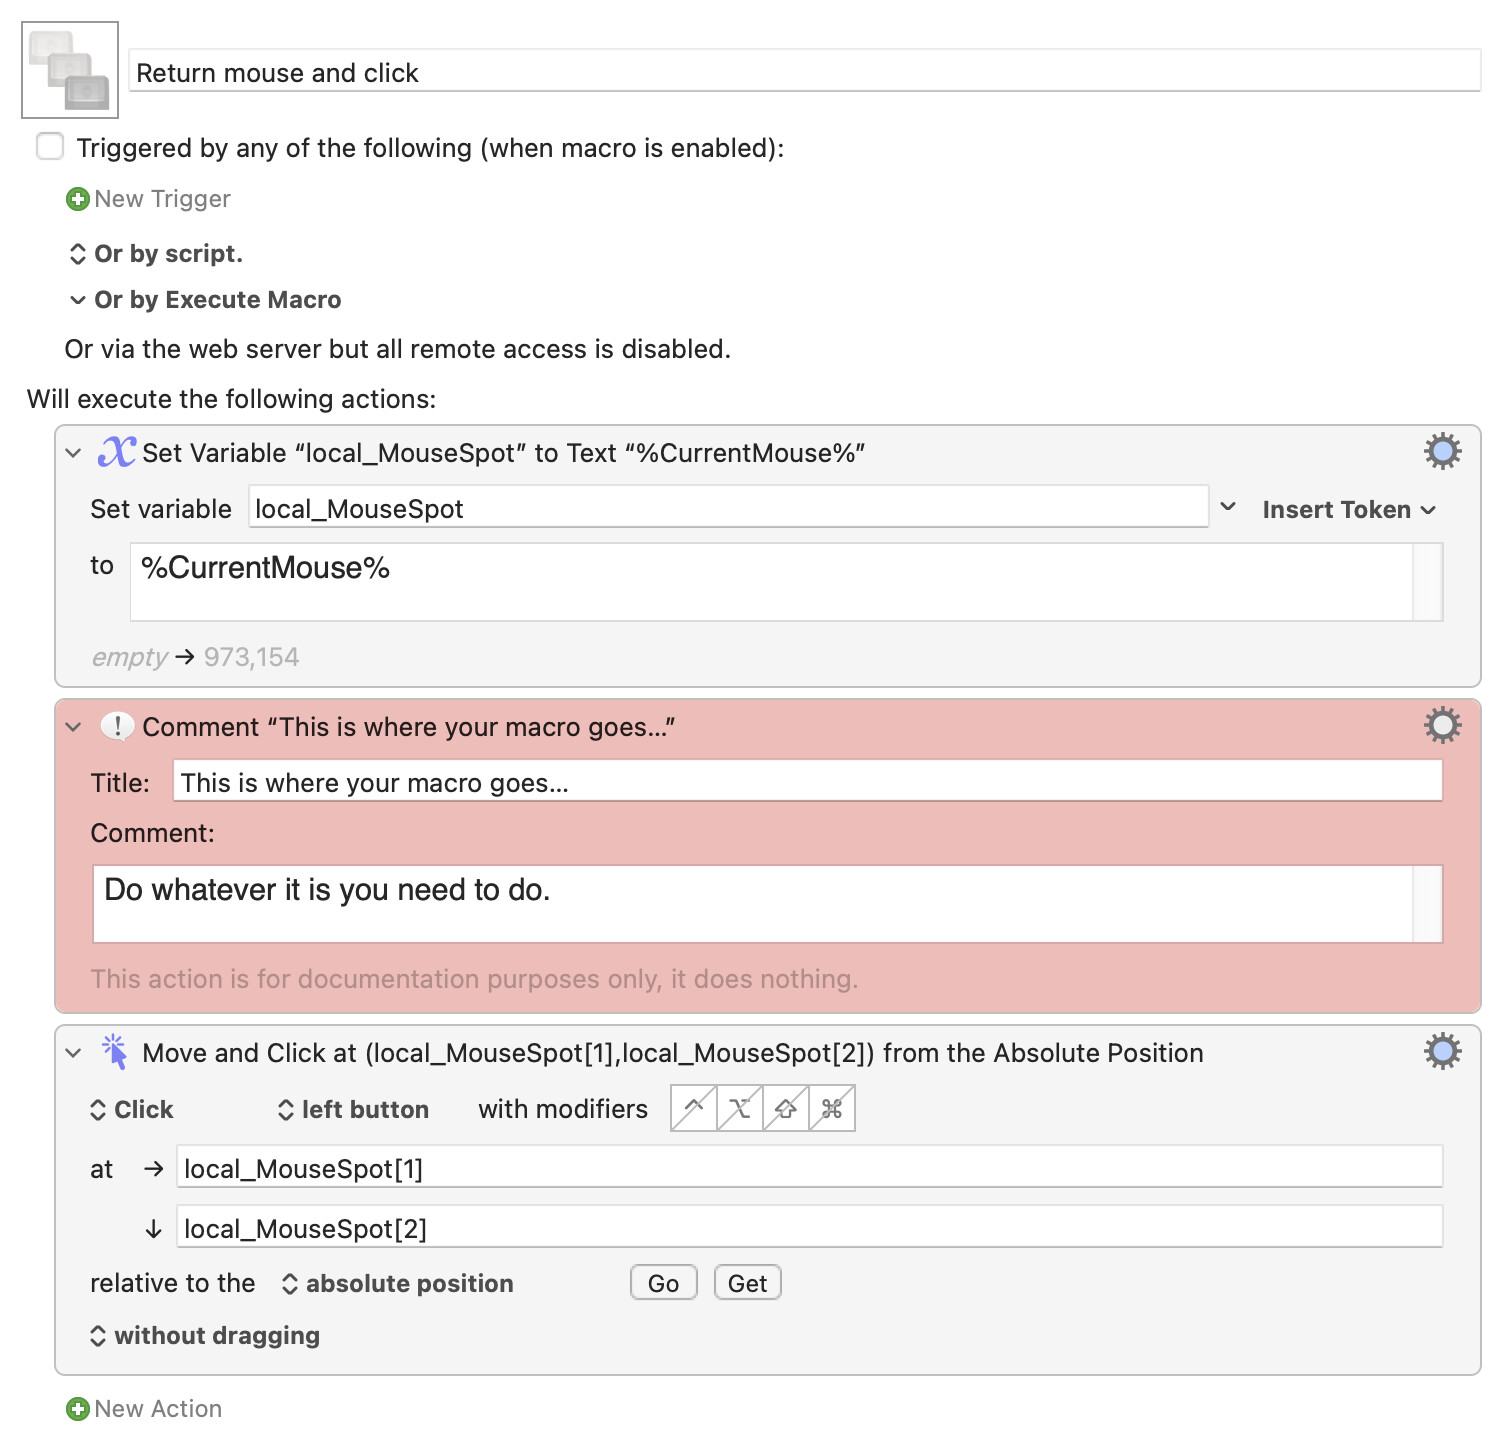 Return mouse and click
Triggered by any of the following (when macro is enabled):
New Trigger
Or by script.
Or by Execute Macro
Or via the web server but all remote access is disabled.
Will execute the following actions:
Set Variable “local_MouseSpot” to Text “%CurrentMouse%”
Set variable local_MouseSpot Insert Token
to %CurrentMouse%
empty → 973,154
Comment “This is where your macro goes…”
Title: This is where your macro goes…
Comment:
Do whatever it is you need to do.
This action is for documentation purposes only, it does nothing.
Move and Click at (local_MouseSpot[1],local_MouseSpot[2]) from the Absolute Position
Click left button with modifiers ^ ⌥ ⇧ ⌘
at → local_MouseSpot[1]
↓ local_MouseSpot[2]
relative to the absolute position Go Get
without dragging
New Action